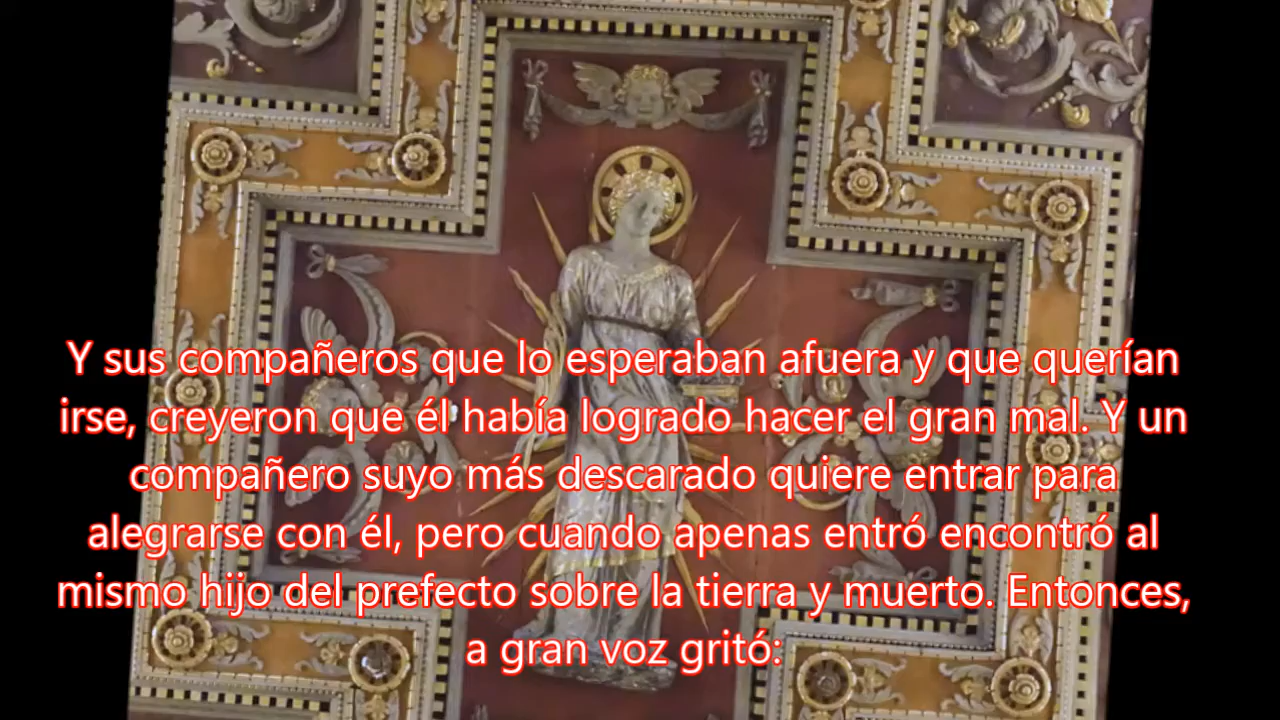 Y sus compañeros que lo esperaban afuera y que querían
irse, creyeron que él había logrado hacer el gran mal. Y un
compañero suyo más descarado quiere entrar para
alegrarse con él, pero cuando apenas entró encontró al
mismo hijo del prefecto sobre la tierra y muerto. Entonces,
a gran voz gritó: